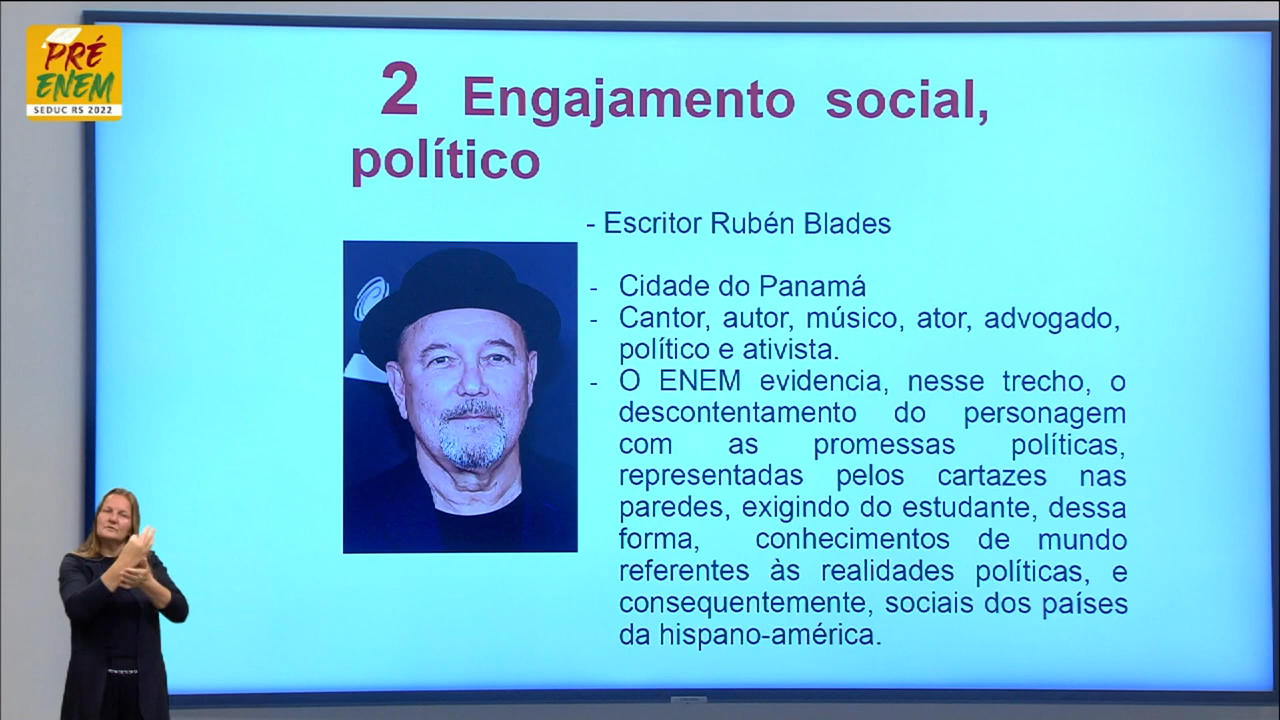 PRÉ
ENEM
SEDUC RS 2022
2 Engajamento social,
político
- Escritor Rubén Blades
- Cidade do Panamá
- Cantor, autor, músico, ator, advogado,
político e ativista.
- O ENEM evidencia, nesse trecho, o
descontentamento do personagem
com as promessas políticas,
representadas pelos cartazes nas
paredes, exigindo do estudante, dessa
forma, conhecimentos de mundo
referentes às realidades políticas, e
consequentemente, sociais dos países
da hispano-américa.